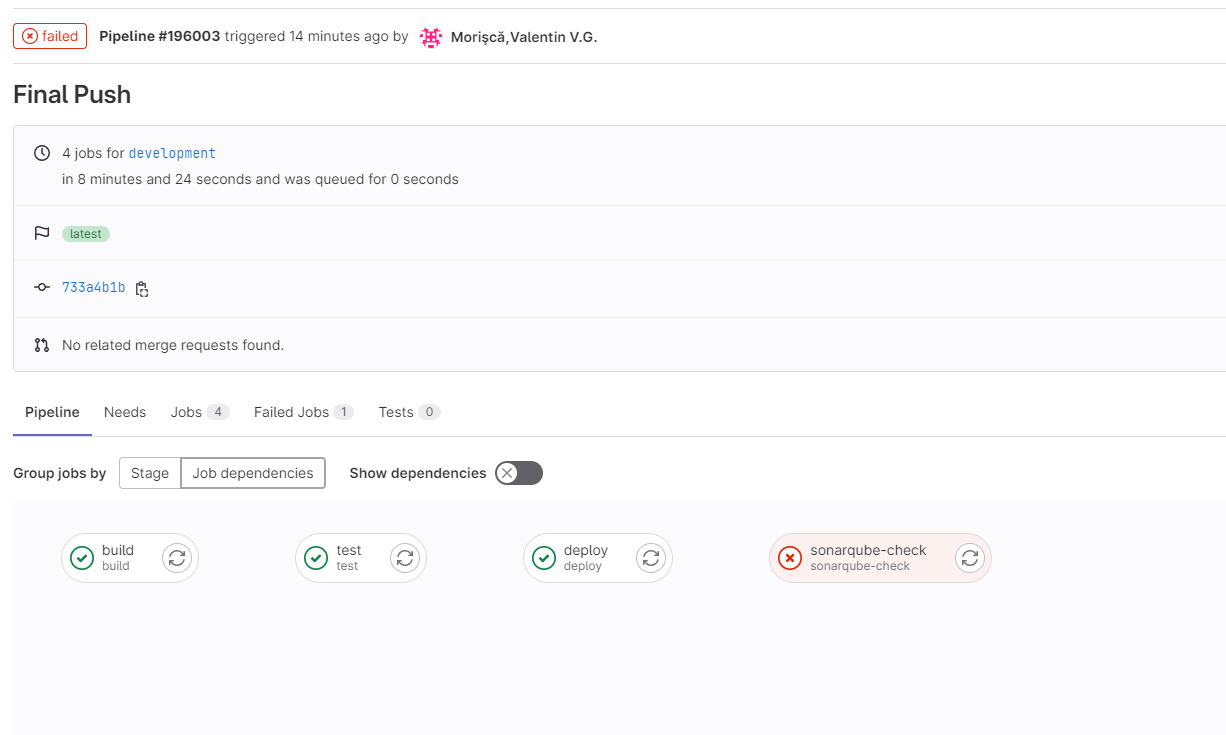 failed Pipeline #196003 triggered 14 minutes ago by Morişcă,Valentin V.G.
Final Push
4 jobs for development
in 8 minutes and 24 seconds and was queued for 0 seconds
latest
733a4b1b
No related merge requests found.
Pipeline Needs Jobs 4 Failed Jobs 1 Tests 0
Group jobs by Stage Job dependencies Show dependencies
build
build
test
test
deploy
deploy
sonarqube-check
sonarqube-check